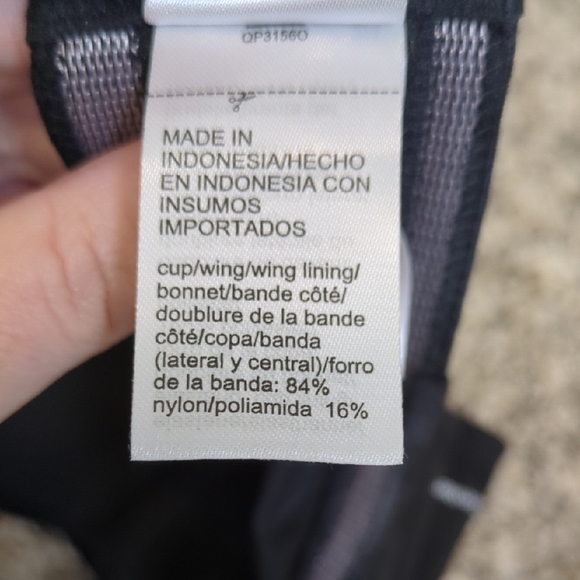 QP3156O
MADE IN
INDONESIA/HECHO
EN INDONESIA CON
INSUMOS
IMPORTADOS
cup/wing/wing lining/
bonnet/bande côté/
doublure de la bande
côté/copa/banda
(lateral y central)/forro
de la banda: 84%
nylon/poliamida 16%